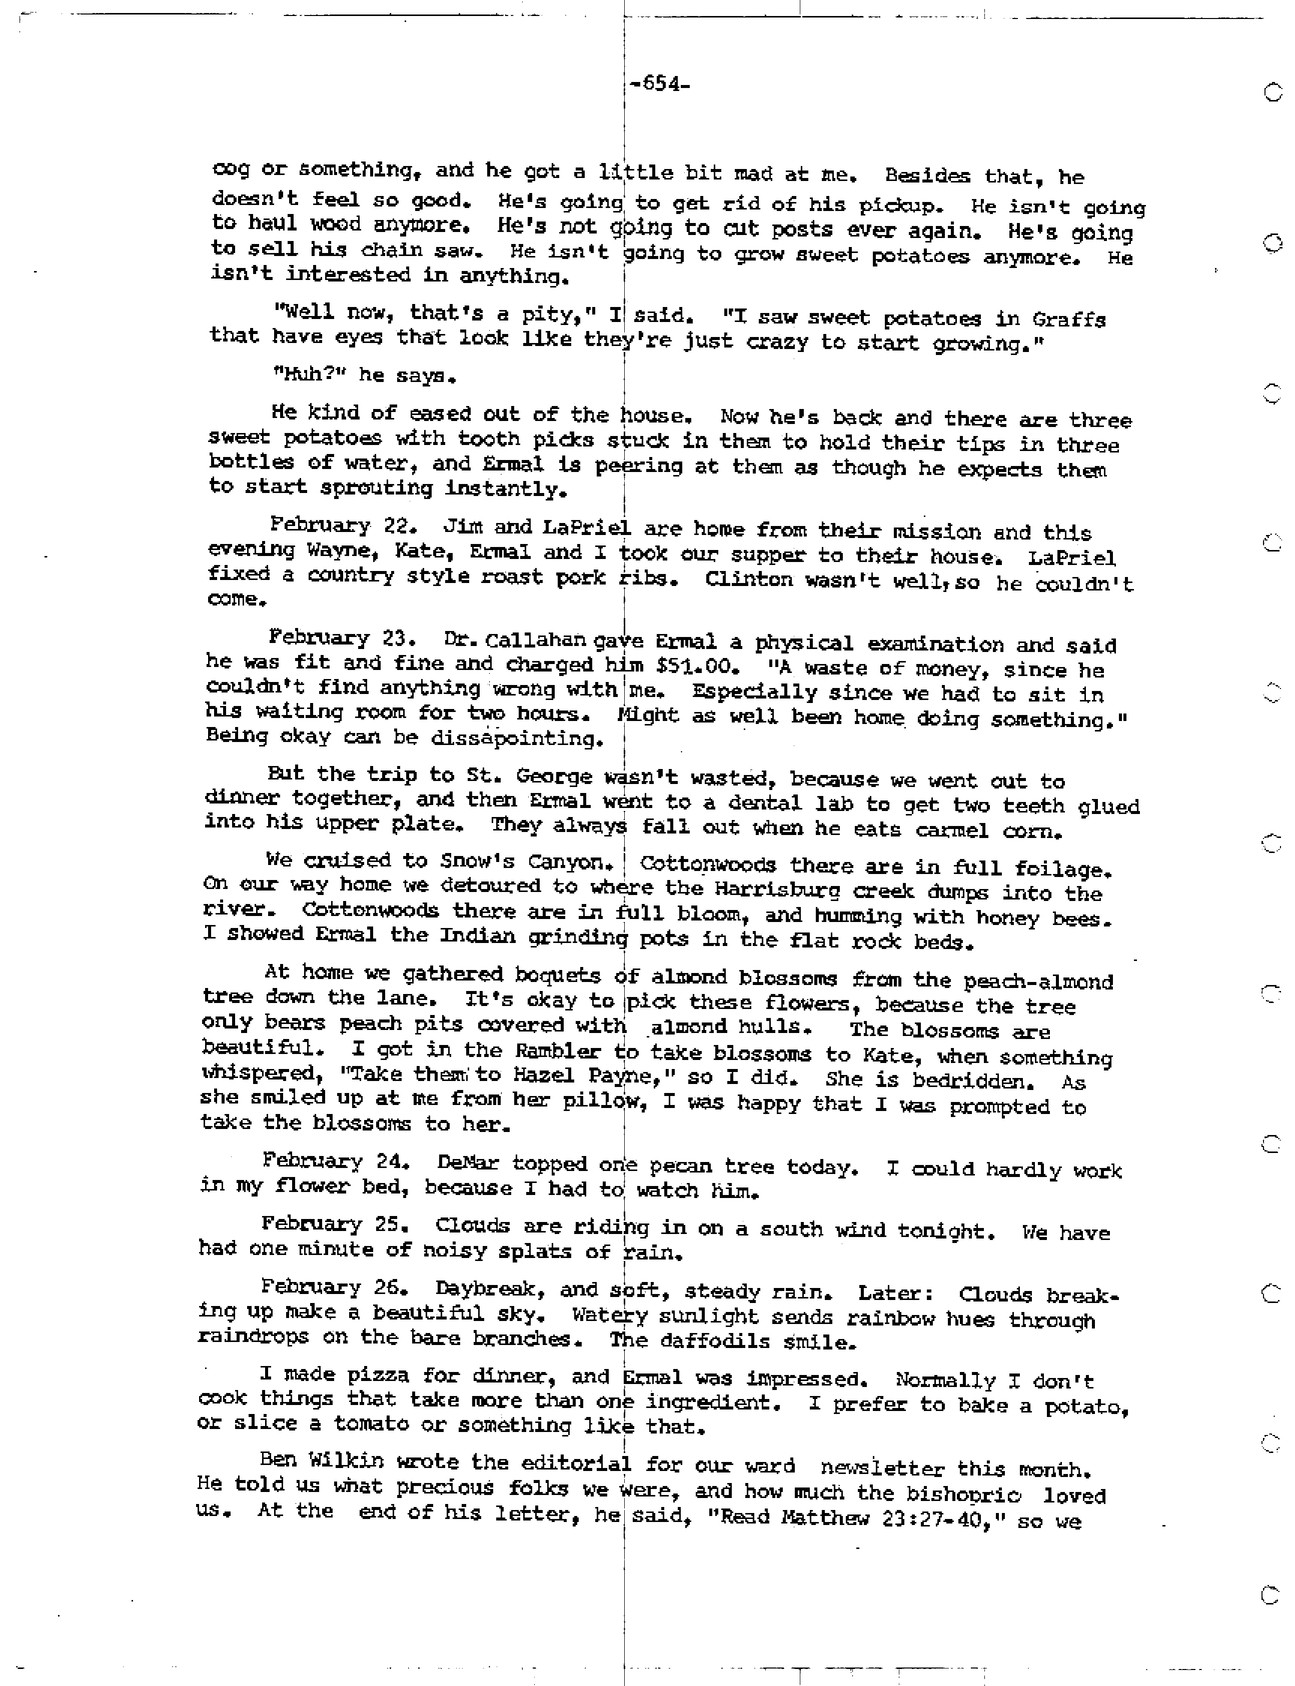 -654-
cog or something, and he got a little bit mad at me. Besides that, he
doesn't feel so good. He's going to get rid of his pickup. He isn't going
to haul wood anymore. He's not going to cut posts ever again. He's going
to sell his chain saw. He isn't going to grow sweet potatoes anymore. He
isn't interested in anything.
"Well now, that's a pity," I said. "I saw sweet potatoes in Graffs
that have eyes that look like they're just crazy to start growing."
"Huh?" he says.
He kind of eased out of the house. Now he's back and there are three
sweet potatoes with tooth picks stuck in them to hold their tips in three
bottles of water, and Ermal is peering at them as though he expects them
to start sprouting instantly.
February 22. Jim and LaPriel are home from their mission and this
evening Wayne, Kate, Ermal and I took our supper to their house. LaPriel
fixed a country style roast pork ribs. Clinton wasn't well, so he couldn't
come.
February 23. Dr. Callahan gave Ermal a physical examination and said
he was fit and fine and charged him $51.00. "A waste of money, since he
couldn't find anything wrong with me. Especially since we had to sit in
his waiting room for two hours. Might as well been home doing something."
Being okay can be dissapointing.
But the trip to St. George wasn't wasted, because we went out to
dinner together, and then Ermal went to a dental lab to get two teeth glued
into his upper plate. They always fall out when he eats carmel corn.
We cruised to Snow's Canyon. Cottonwoods there are in full foilage.
On our way home we detoured to where the Harrisburg creek dumps into the
river. Cottonwoods there are in full bloom, and humming with honey bees.
I showed Ermal the Indian grinding pots in the flat rock beds.
At home we gathered boquets of almond blossoms from the peach-almond
tree down the lane. It's okay to pick these flowers, because the tree
only bears peach pits covered with almond hulls. The blossoms are
beautiful. I got in the Rambler to take blossoms to Kate, when something
whispered, "Take them to Hazel Payne," so I did. She is bedridden. As
she smiled up at me from her pillow, I was happy that I was prompted to
take the blossoms to her.
February 24. DeMar topped one pecan tree today. I could hardly work
in my flower bed, because I had to watch him.
February 25. Clouds are riding in on a south wind tonight. We have
had one minute of noisy splats of rain.
February 26. Daybreak, and soft, steady rain. Later: Clouds break-
ing up make a beautiful sky. Watery sunlight sends rainbow hues through
raindrops on the bare branches. The daffodils smile.
I made pizza for dinner, and Ermal was impressed. Normally I don't
cook things that take more than one ingredient. I prefer to bake a potato,
or slice a tomato or something like that.
Ben Wilkin wrote the editorial for our ward newsletter this month.
He told us what precious folks we were, and how much the bishopric loved
us. At the end of his letter, he said, "Read Matthew 23:27-40," so we